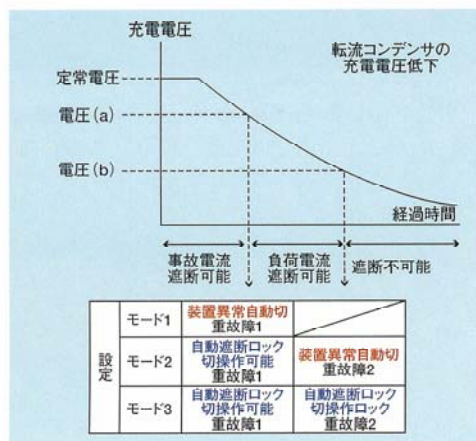 充電電圧
転流コンデンサの
充電電圧低下
定常電圧
電圧(a)
電圧(b)
経過時間
事故電流
遮断可能
負荷電流
遮断可能
遮断不可能
設定
モード1
装置異常自動切
重故障1
モード2
自動遮断ロック
切操作可能
重故障1
装置異常自動切
重故障2
モード3
自動遮断ロック
切操作可能
重故障1
自動遮断ロック
切操作ロック
重故障2